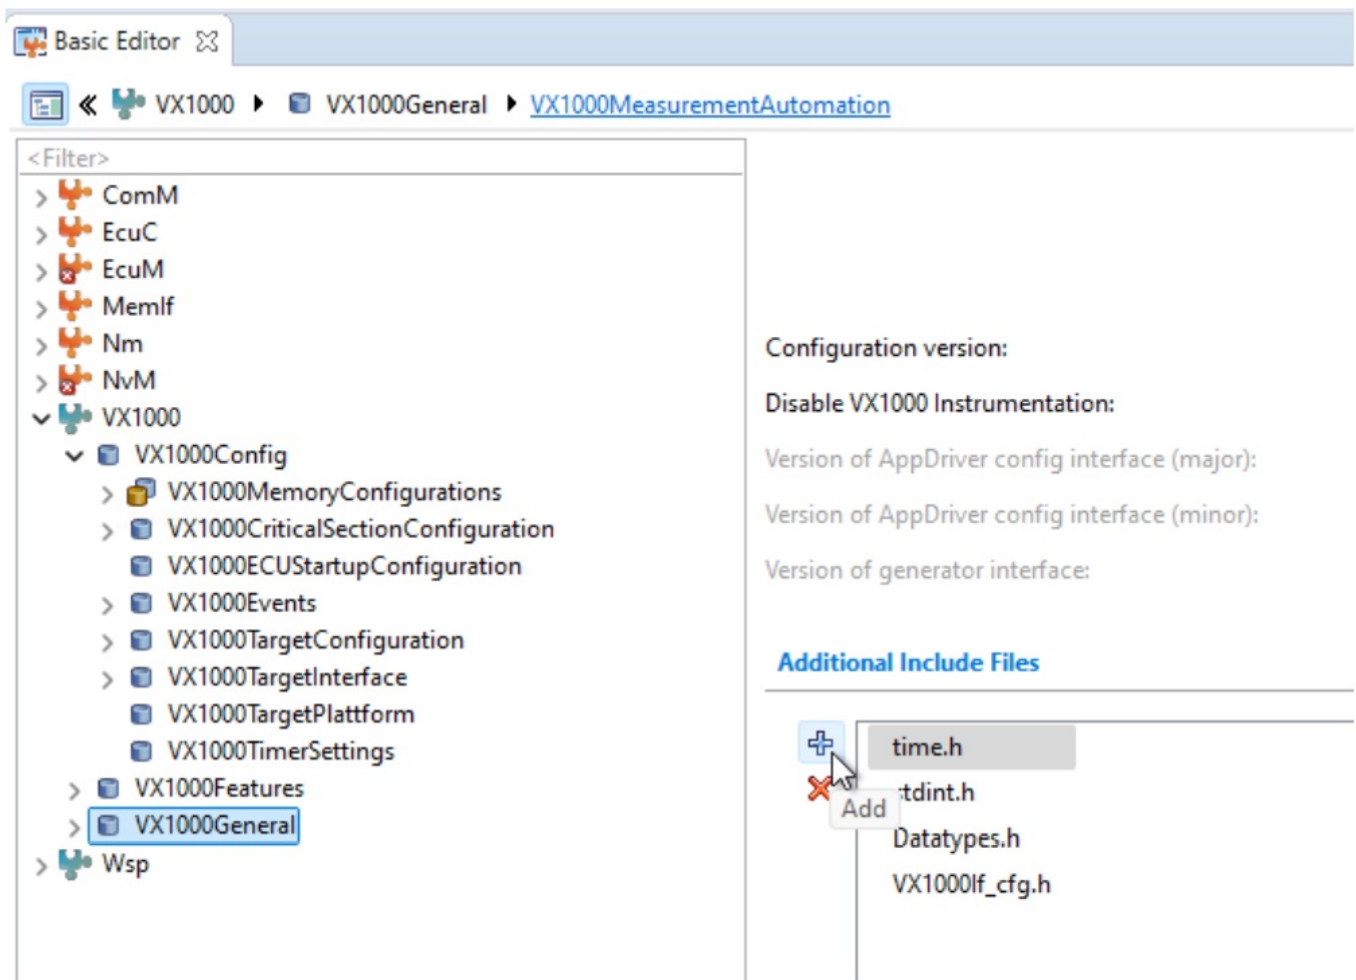 Basic Editor
VX1000 VX1000General VX1000MeasurementAutomation
<Filter>
ComM
EcuC
EcuM
MemIf
Nm
NvM
VX1000
VX1000Config
VX1000MemoryConfigurations
VX1000CriticalSectionConfiguration
VX1000ECUStartupConfiguration
VX1000Events
VX1000TargetConfiguration
VX1000TargetInterface
VX1000TargetPlattform
VX1000TimerSettings
VX1000Features
VX1000General
Wsp
Configuration version:
Disable VX1000 Instrumentation:
Version of AppDriver config interface (major):
Version of AppDriver config interface (minor):
Version of generator interface:
Additional Include Files
time.h
tdint.h
Add
Datatypes.h
VX1000If_cfg.h